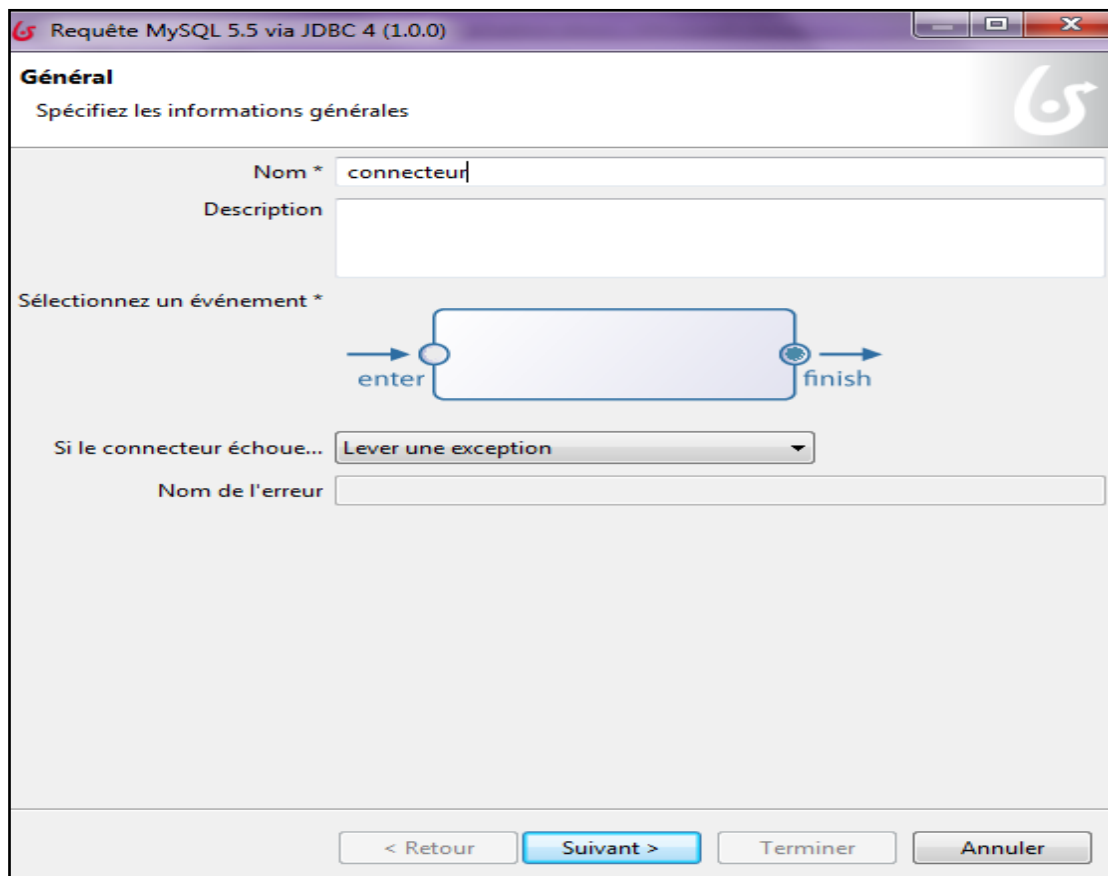 Requête MySQL 5.5 via JDBC 4 (1.0.0)
Général
Spécifiez les informations générales
Nom * connecteur
Description
Sélectionnez un événement *
enter finish
Si le connecteur échoue... Lever une exception
Nom de l'erreur
< Retour Suivant > Terminer Annuler